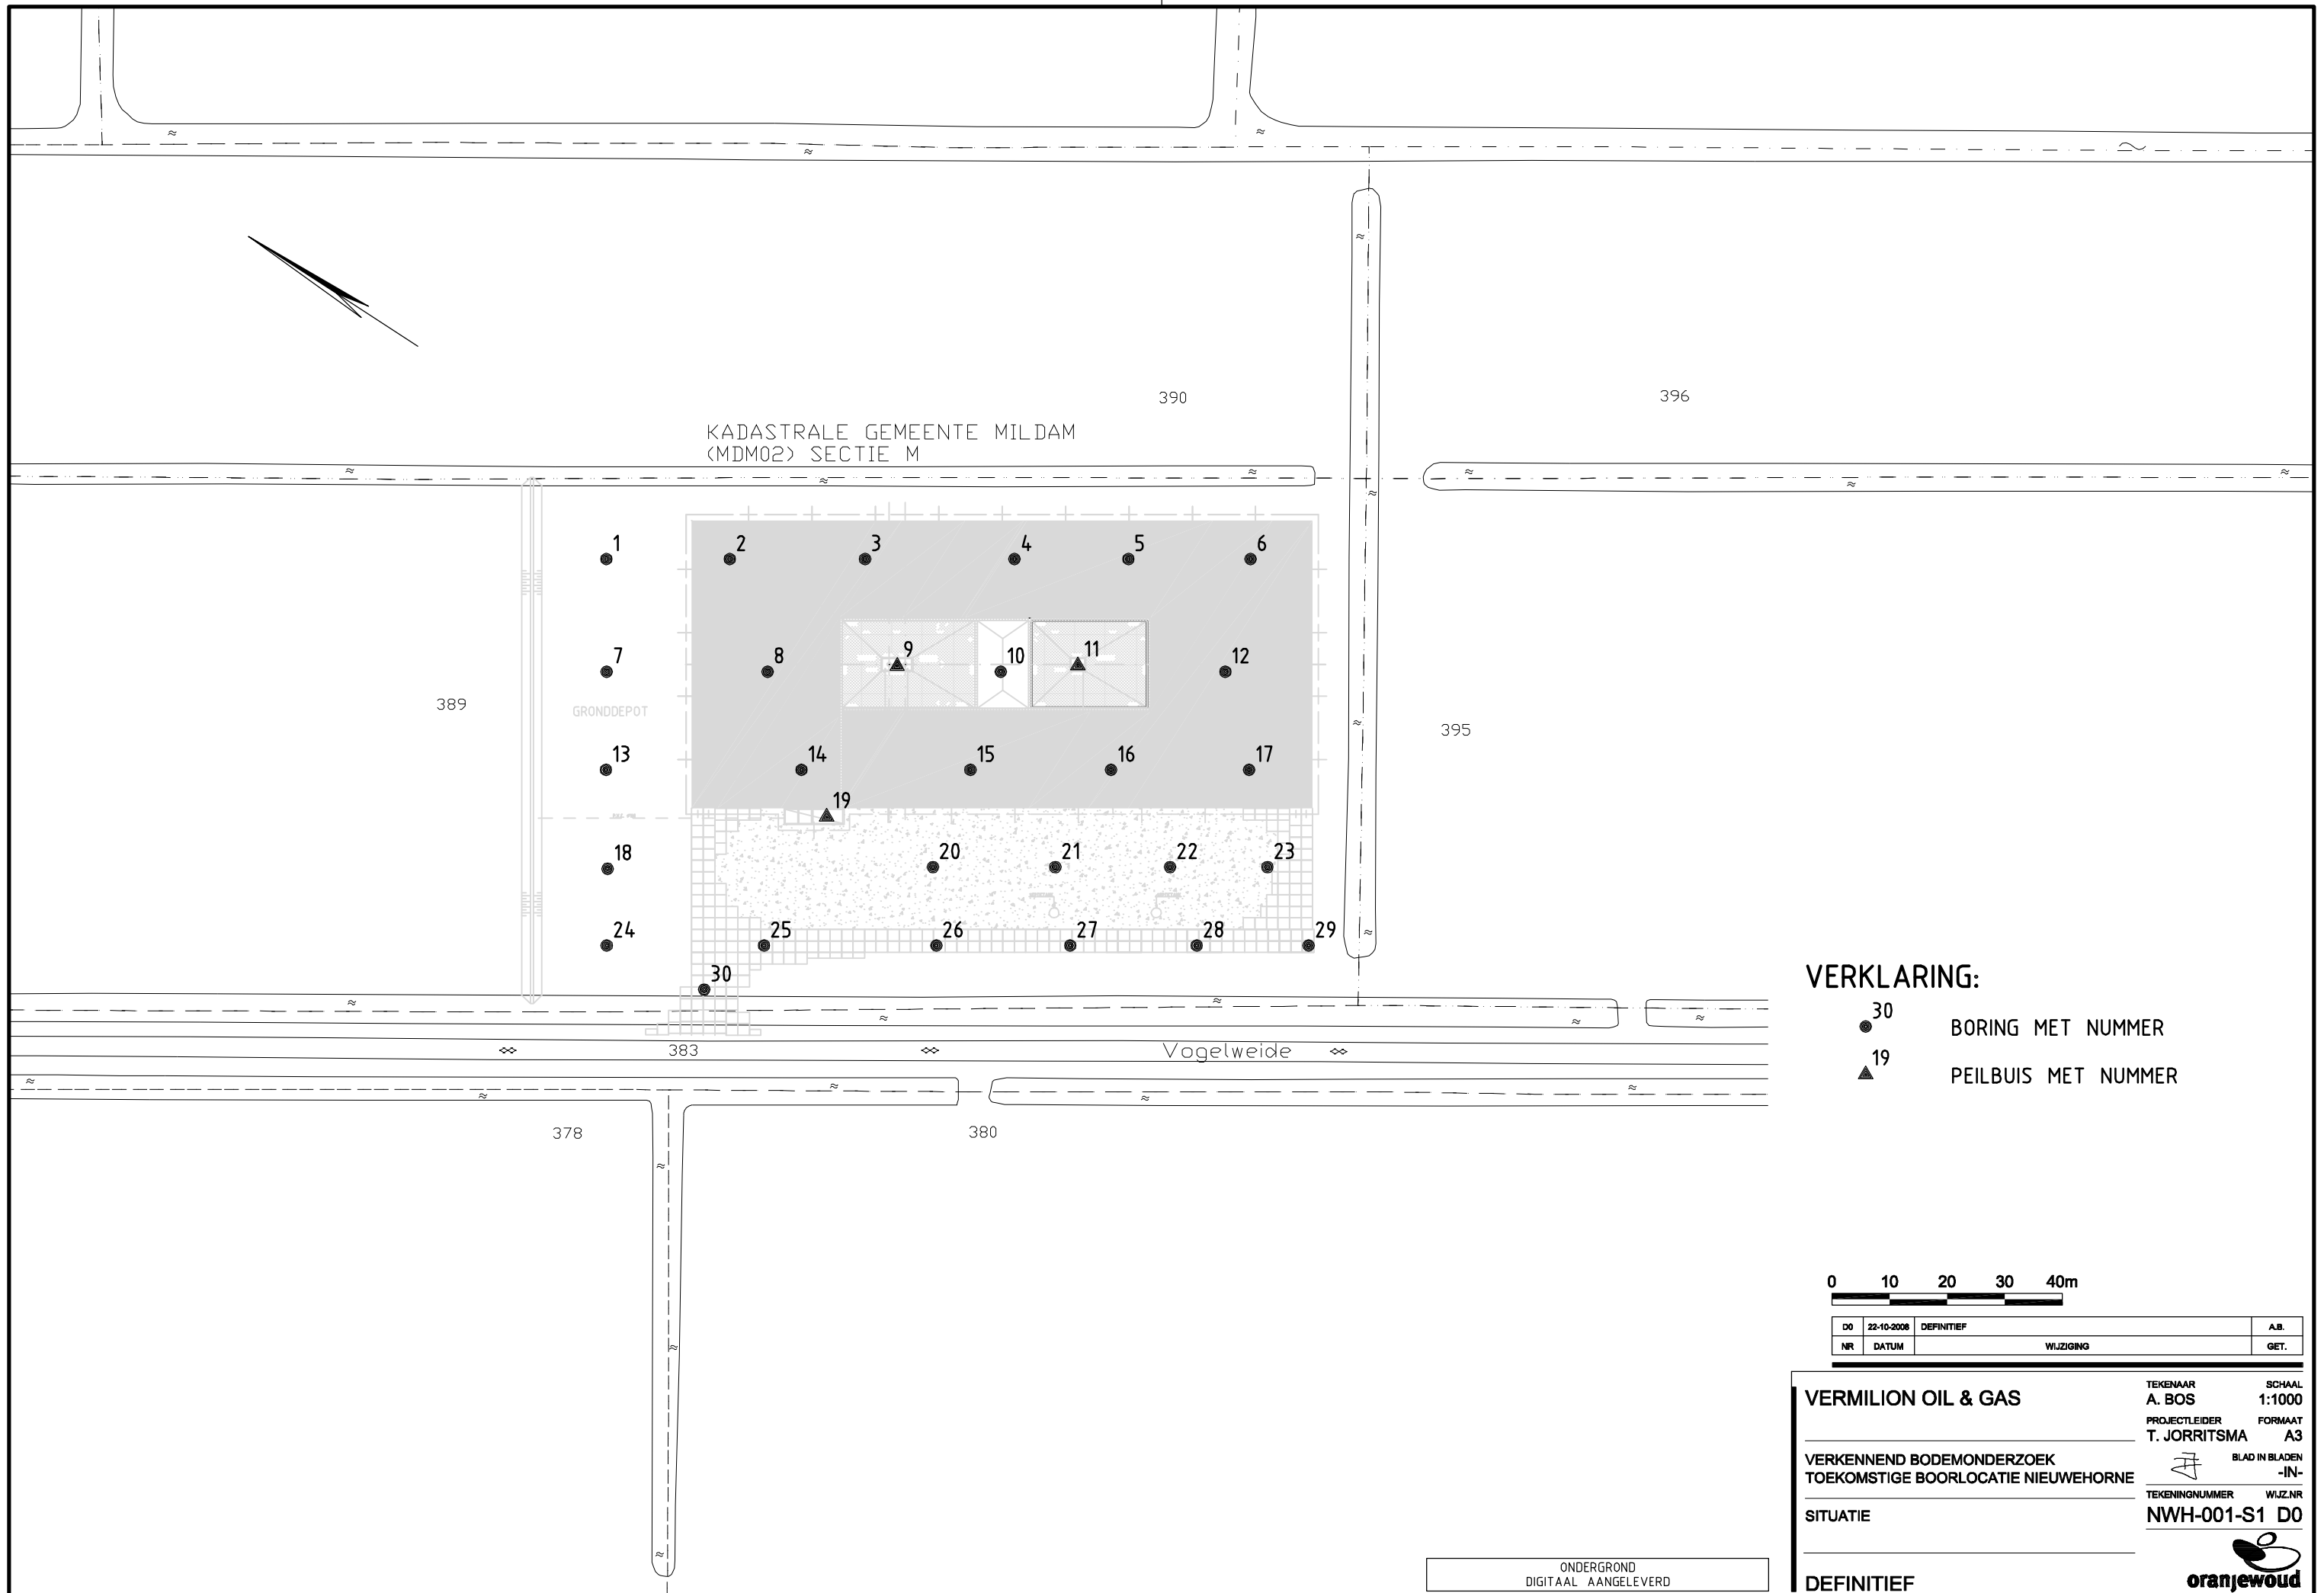 390
396
KADASTRALE GEMEENTE MILDAM
(MDM02) SECTIE M
1
2
3
4
5
6
7
8
9
10
11
12
389
GRONDDEPOT
395
13
14
15
16
17
19
18
20
21
22
23
24
25
26
27
28
29
30
VERKLARING:
30
BORING MET NUMMER
19
PEILBUIS MET NUMMER
383
Vogelweide
378
380
0 10 20 30 40m
D0 22-10-2008 DEFINITIEF A.B.
NR DATUM WIJZIGING GET.
VERMILION OIL & GAS
TEKENAAR SCHAAL
A. BOS 1:1000
PROJECTLEIDER FORMAAT
T. JORRITSMA A3
VERKENNEND BODEMONDERZOEK
TOEKOMSTIGE BOORLOCATIE NIEUWEHORNE
BLAD IN BLADEN
-IN-
TEKENINGNUMMER WIJZ.NR
SITUATIE
NWH-001-S1 D0
DEFINITIEF
oranjewoud
ONDERGROND
DIGITAAL AANGELEVERD